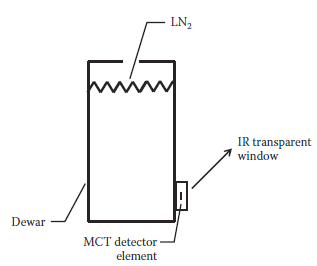 LN₂
IR transparent
window
Dewar
MCT detector
element